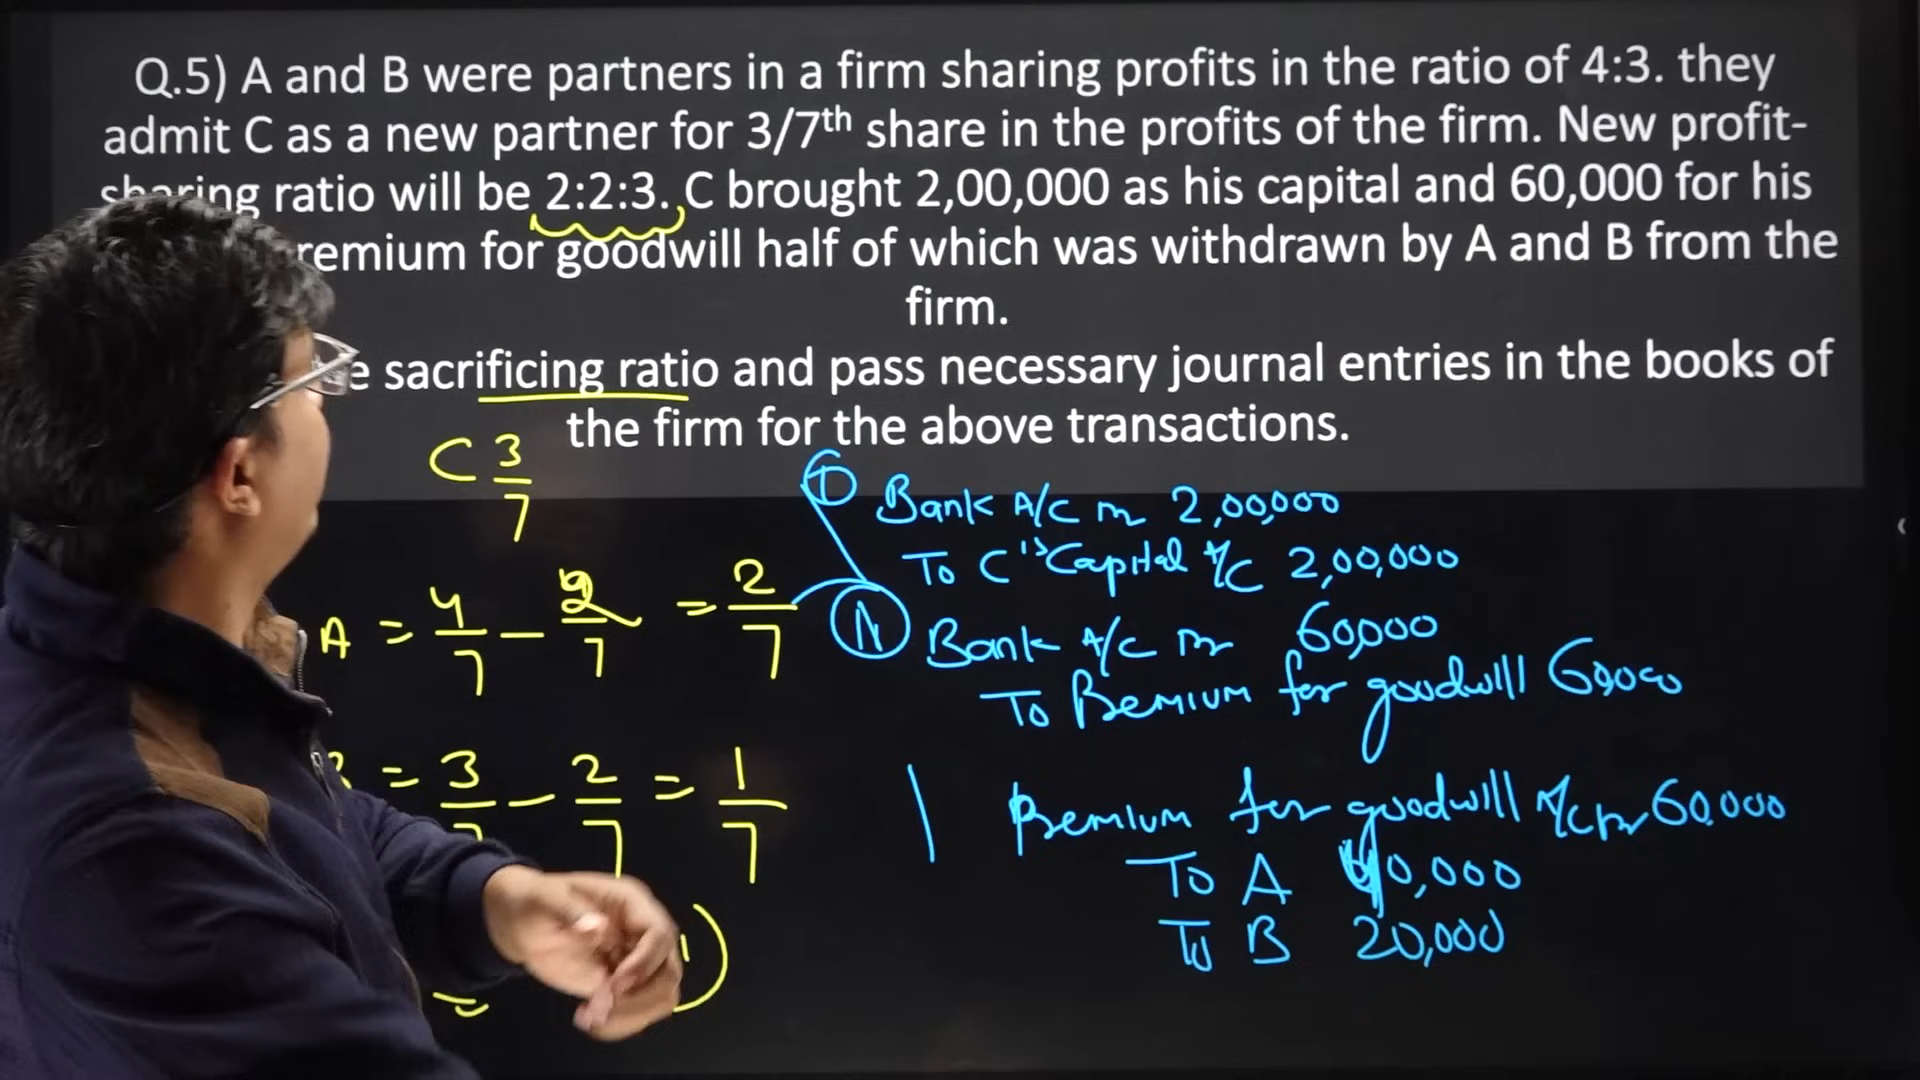 Q.5) A and B were partners in a firm sharing profits in the ratio of 4:3. they
admit C as a new partner for 3/7th share in the profits of the firm. New profit-
sharing ratio will be 2:2:3. C brought 2,00,000 as his capital and 60,000 for his
remium for goodwill half of which was withdrawn by A and B from the
firm.
e sacrificing ratio and pass necessary journal entries in the books of
the firm for the above transactions.
C 3/7
A = 4/7 - 2/7 = 2/7
= 3/7 - 2/7 = 1/7
=
Bank A/C Dr 2,00,000
To C's Capital A/C 2,00,000
Bank A/C Dr 60,000
To Premium for goodwill 60,000
Premium for goodwill A/C Dr 60,000
To A 40,000
To B 20,000